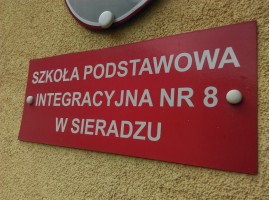 SZKOŁA PODSTAWOWA
INTEGRACYJNA NR 8
W SIERADZU